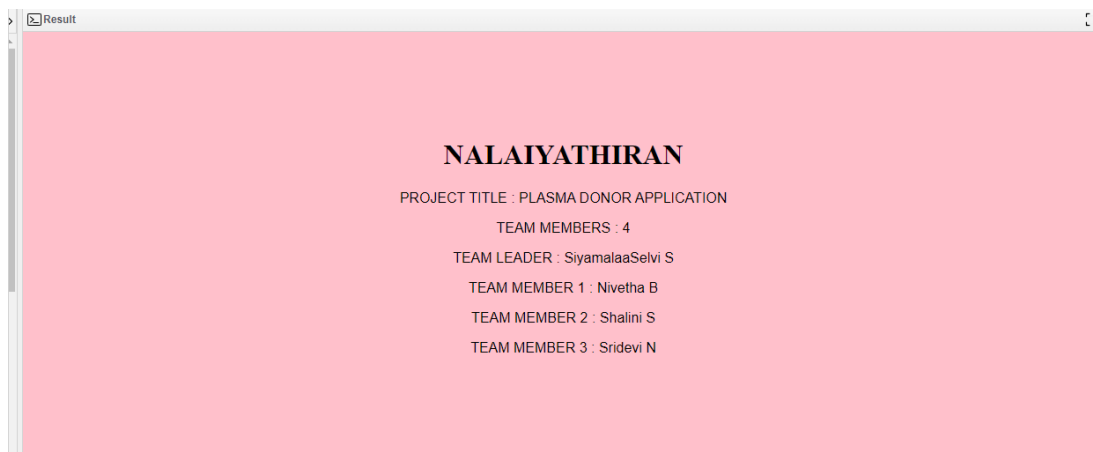 Result
NALAIYATHIRAN
PROJECT TITLE : PLASMA DONOR APPLICATION
TEAM MEMBERS : 4
TEAM LEADER : SiyamalaaSelvi S
TEAM MEMBER 1 : Nivetha B
TEAM MEMBER 2 : Shalini S
TEAM MEMBER 3 : Sridevi N